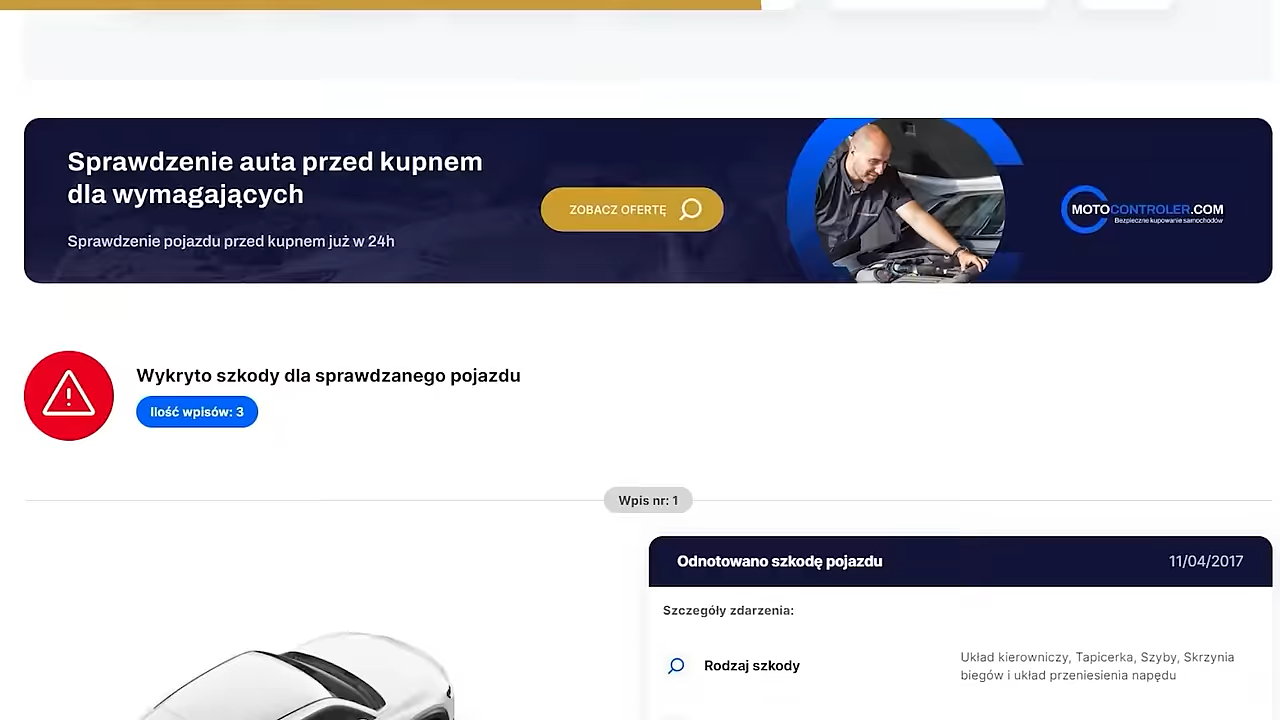 Sprawdzenie auta przed kupnem
dla wymagających
Sprawdzenie pojazdu przed kupnem już w 24h
ZOBACZ OFERTĘ
MOTOCONTROLER.COM
Bezpieczne kupowanie samochodów
Wykryto szkody dla sprawdzanego pojazdu
Ilość wpisów: 3
Wpis nr: 1
Odnotowano szkodę pojazdu
11/04/2017
Szczegóły zdarzenia:
Rodzaj szkody
Układ kierowniczy, Tapicerka, Szyby, Skrzynia
biegów i układ przeniesienia napędu